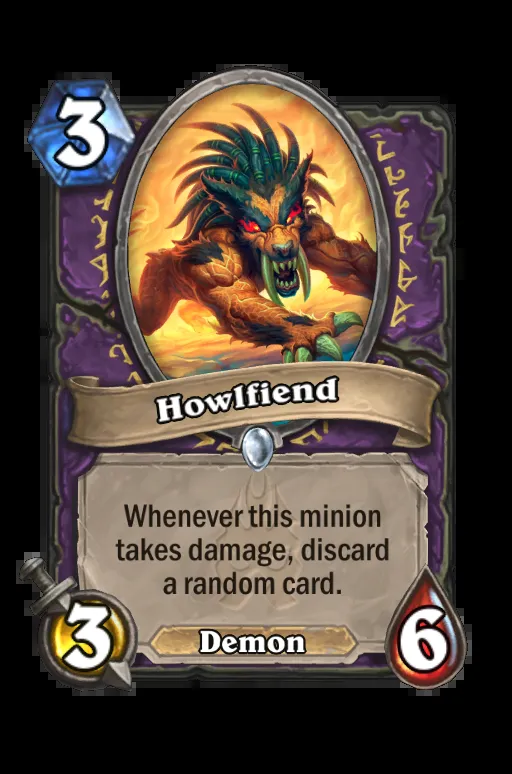 3
Howlfiend
Whenever this minion
takes damage, discard
a random card.
3
Demon
6